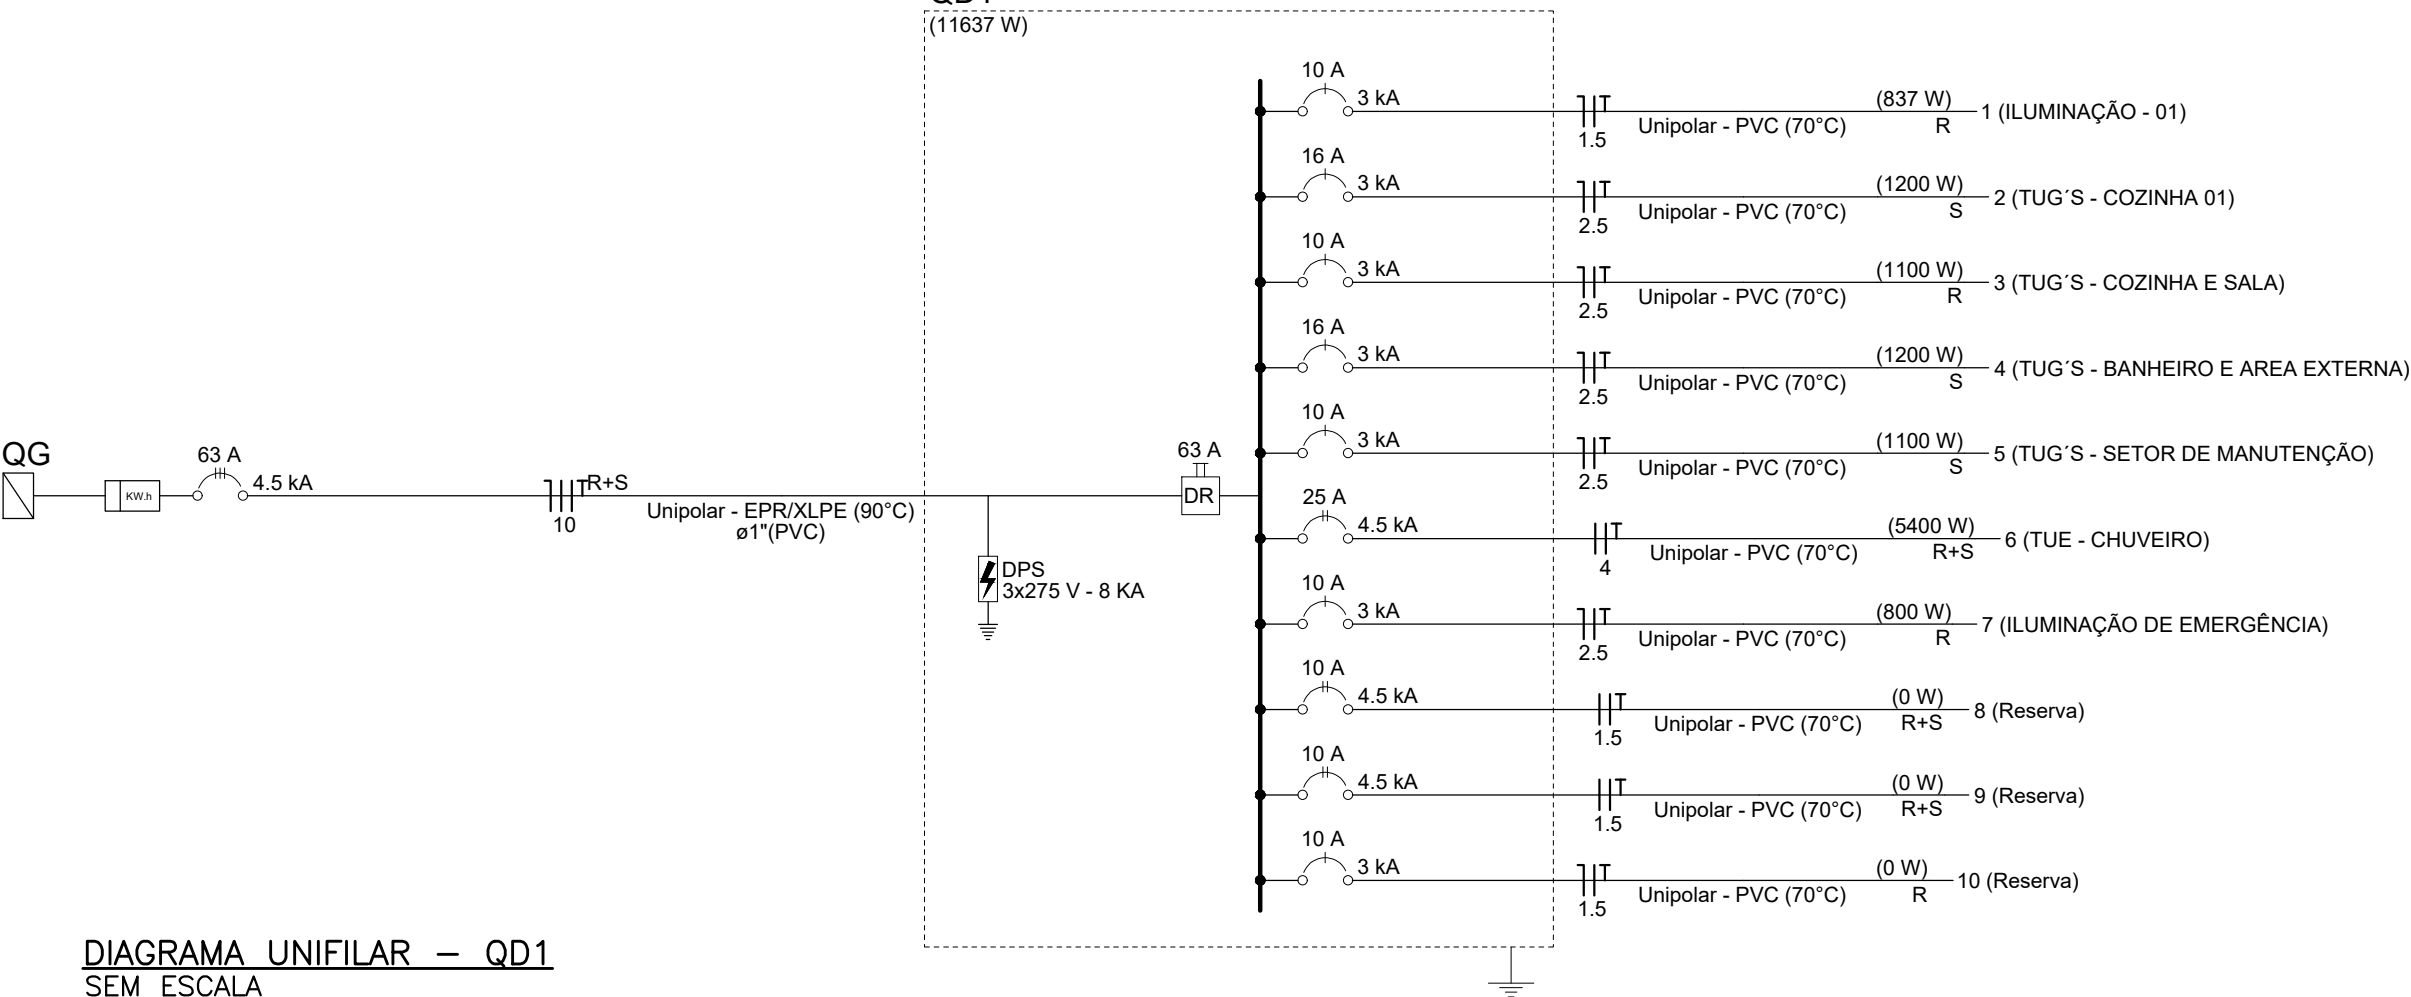 QD1
(11637 W)
10 A
3 kA
(837 W)
1 (ILUMINAÇÃO - 01)
Unipolar - PVC (70°C)
R
1.5
16 A
3 kA
(1200 W)
2 (TUG´S - COZINHA 01)
Unipolar - PVC (70°C)
S
2.5
10 A
3 kA
(1100 W)
3 (TUG´S - COZINHA E SALA)
Unipolar - PVC (70°C)
R
2.5
16 A
3 kA
(1200 W)
4 (TUG´S - BANHEIRO E AREA EXTERNA)
Unipolar - PVC (70°C)
S
2.5
10 A
3 kA
(1100 W)
5 (TUG´S - SETOR DE MANUTENÇÃO)
Unipolar - PVC (70°C)
S
2.5
QG
KW.h
63 A
4.5 kA
R+S
10
Unipolar - EPR/XLPE (90°C)
ø1"(PVC)
63 A
DR
DPS
3x275 V - 8 KA
25 A
4.5 kA
(5400 W)
6 (TUE - CHUVEIRO)
Unipolar - PVC (70°C)
R+S
4
10 A
3 kA
(800 W)
7 (ILUMINAÇÃO DE EMERGÊNCIA)
Unipolar - PVC (70°C)
R
2.5
10 A
4.5 kA
(0 W)
8 (Reserva)
Unipolar - PVC (70°C)
R+S
1.5
10 A
4.5 kA
(0 W)
9 (Reserva)
Unipolar - PVC (70°C)
R+S
1.5
10 A
3 kA
(0 W)
10 (Reserva)
Unipolar - PVC (70°C)
R
1.5
DIAGRAMA UNIFILAR – QD1
SEM ESCALA